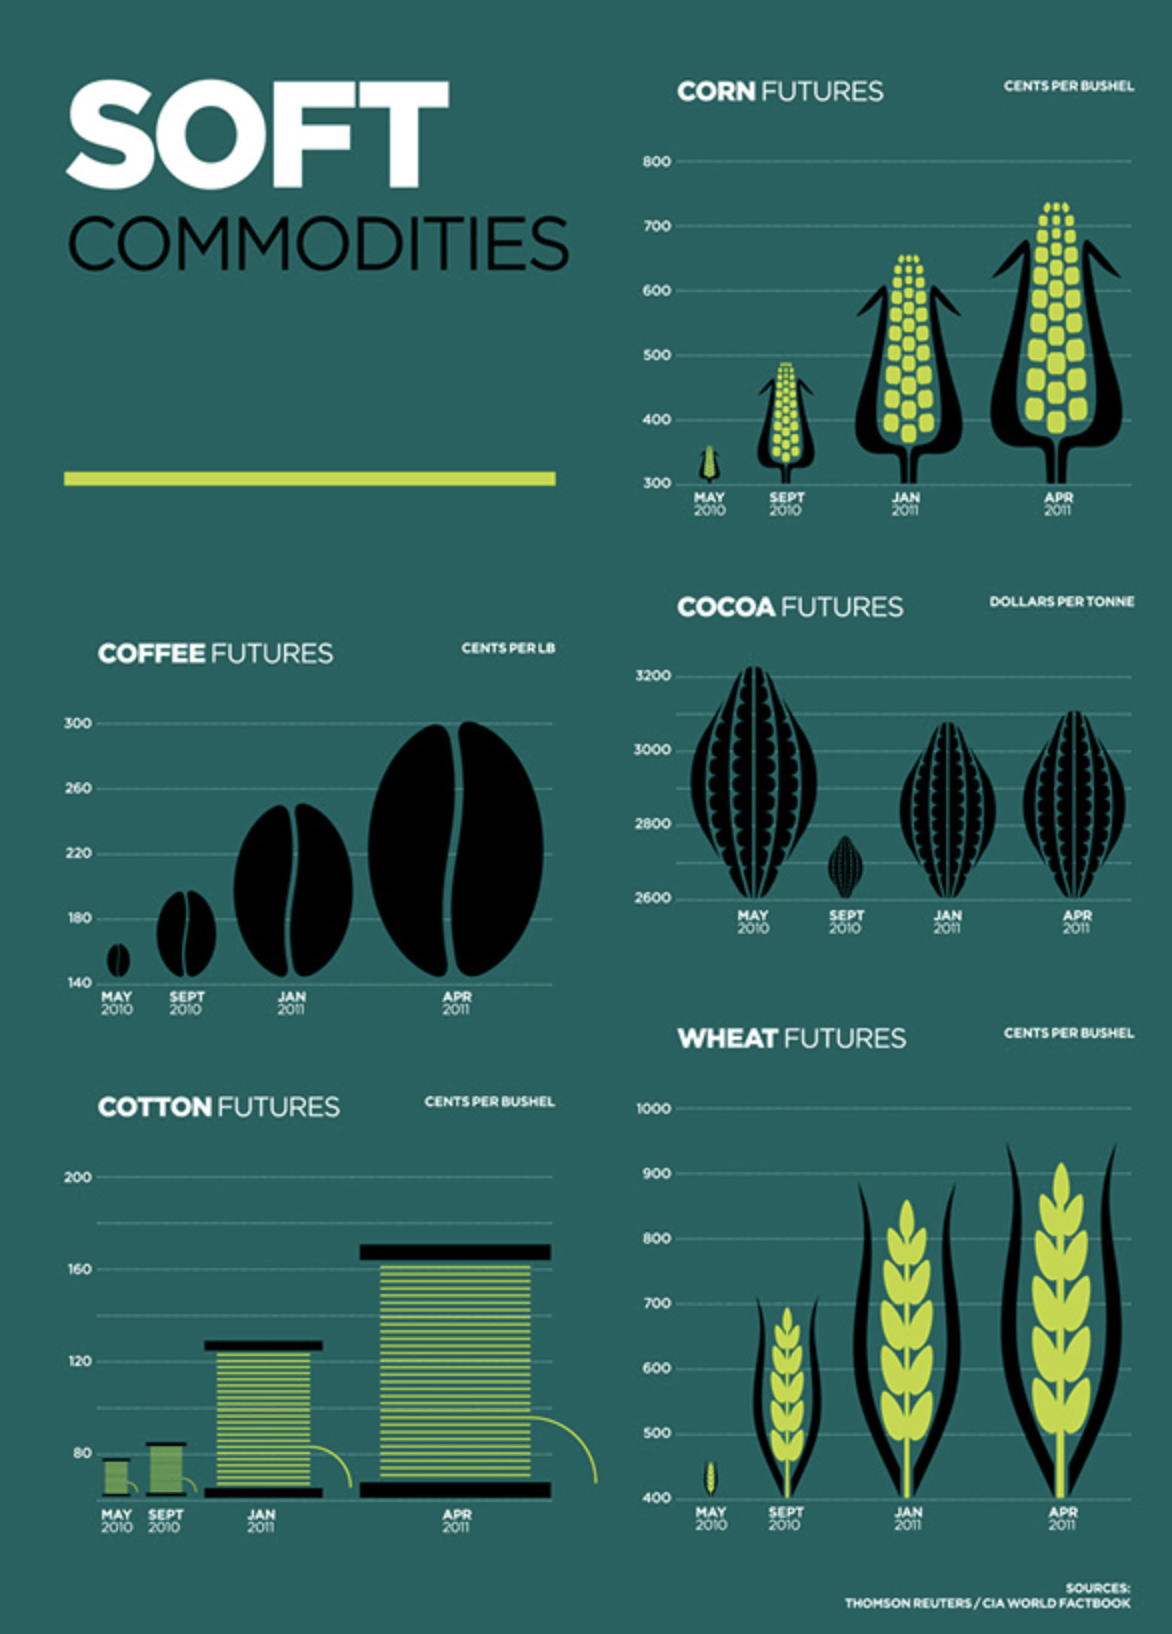 SOFT
COMMODITIES
CORN FUTURES CENTS PER BUSHEL
800
700
600
500
400
300
MAY SEPT JAN APR
2010 2010 2011 2011
COCOA FUTURES DOLLARS PER TONNE
3200
3000
2800
2600
MAY SEPT JAN APR
2010 2010 2011 2011
COFFEE FUTURES CENTS PER LB
300
260
220
180
140
MAY SEPT JAN APR
2010 2010 2011 2011
WHEAT FUTURES CENTS PER BUSHEL
1000
900
800
700
600
500
400
MAY SEPT JAN APR
2010 2010 2011 2011
COTTON FUTURES CENTS PER BUSHEL
200
160
120
80
MAY SEPT JAN APR
2010 2010 2011 2011
SOURCES:
THOMSON REUTERS / CIA WORLD FACTBOOK